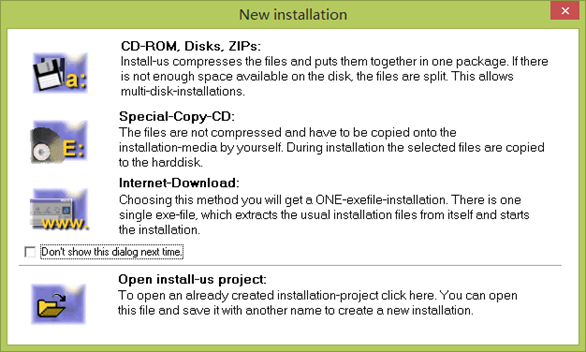 New installation
CD-ROM, Disks, ZIPs:
Install-us compresses the files and puts them together in one package. If there
is not enough space available on the disk, the files are split. This allows
multi-disk-installations.
a:
Special-Copy-CD:
The files are not compressed and have to be copied onto the
installation-media by yourself. During installation the selected files are copied
to the harddisk.
E:
Internet-Download:
Choosing this method you will get a ONE-exefile-installation. There is one
single exe-file, which extracts the usual installation files from itself and starts
the installation.
www.
Don't show this dialog next time.
Open install-us project:
To open an already created installation-project click here. You can open
this file and save it with another name to create a new installation.